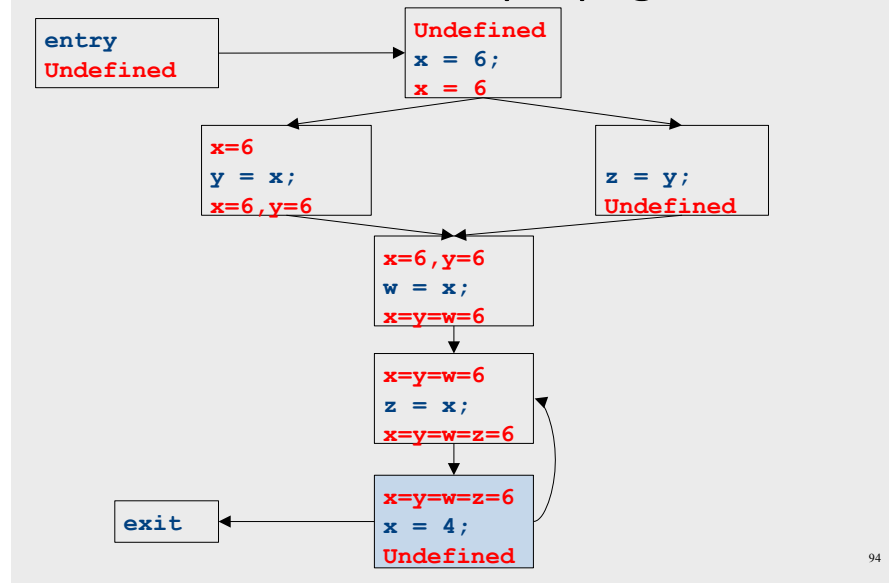 entry
Undefined
Undefined
x = 6;
x = 6
x=6
y = x;
x=6,y=6
z = y;
Undefined
x=6,y=6
w = x;
x=y=w=6
x=y=w=6
z = x;
x=y=w=z=6
x=y=w=z=6
x = 4;
Undefined
exit
94